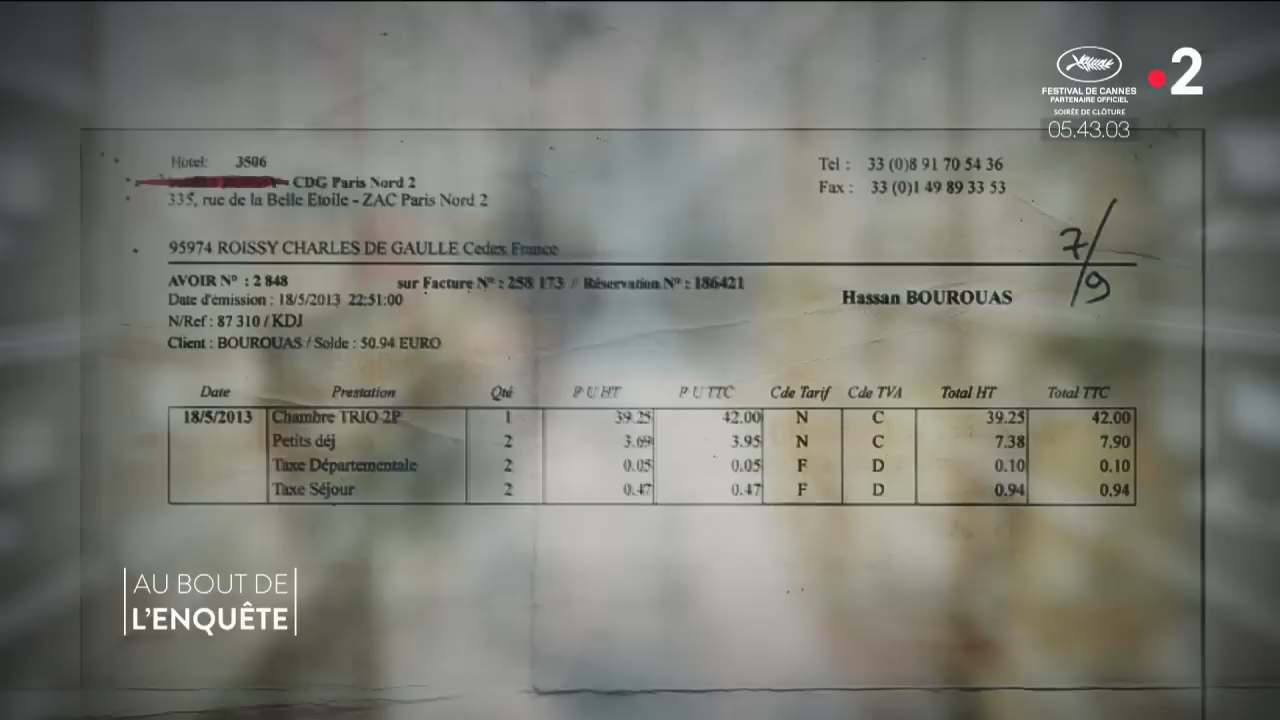 FESTIVAL DE CANNES
PARTENAIRE OFFICIEL
SOIRÉE DE CLÔTURE
05.43.03
2
Hotel: 3506
CDG Paris Nord 2
335, rue de la Belle Etoile - ZAC Paris Nord 2
Tel : 33 (0)8 91 70 54 36
Fax : 33 (0)1 49 89 33 53
95974 ROISSY CHARLES DE GAULLE Cedex France
7/9
AVOIR N° : 2 848 sur Facture N° : 258 173 // Réservation N° : 186421
Date d'émission : 18/5/2013 22:51:00
Hassan BOUROUAS
N/Ref : 87 310 / KDJ
Client : BOUROUAS / Solde : 50.94 EURO
Date Prestation Qté P U HT P U TTC Cde Tarif Cde TVA Total HT Total TTC
18/5/2013 Chambre TRIO 2P 1 39.25 42.00 N C 39.25 42.00
Petits déj 2 3.69 3.95 N C 7.38 7.90
Taxe Départementale 2 0.05 0.05 F D 0.10 0.10
Taxe Séjour 2 0.47 0.47 F D 0.94 0.94
AU BOUT DE
L'ENQUÊTE